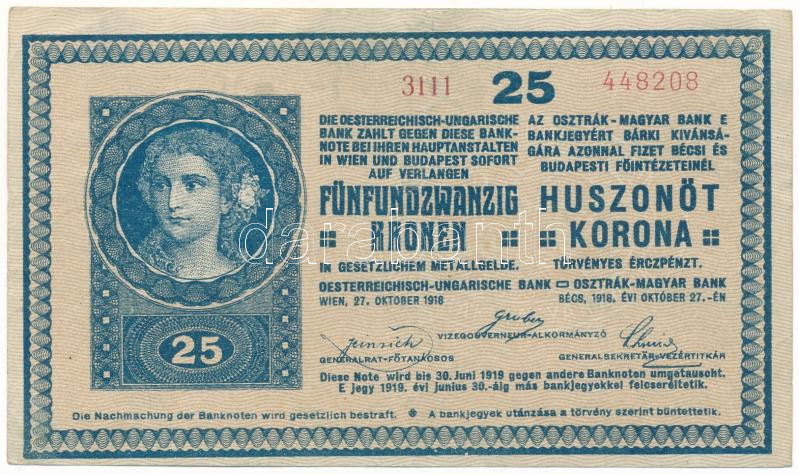 3111 25 448208
DIE OESTERREICHISCH-UNGARISCHE
BANK ZAHLT GEGEN DIESE BANK-
NOTE BEI IHREN HAUPTANSTALTEN
IN WIEN UND BUDAPEST SOFORT
AUF VERLANGEN
FÜNFUNDZWANZIG
KRONEN
IN GESETZLICHEM METALLGELDE.
OESTERREICHISCH-UNGARISCHE BANK
WIEN, 27. OKTOBER 1918
AZ OSZTRÁK-MAGYAR BANK E
BANKJEGYÉRT BÁRKI KIVÁNSÁ-
GÁRA AZONNAL FIZET BÉCSI ÉS
BUDAPESTI FŐINTÉZETEINÉL
HUSZONÖT
KORONA
TÖRVÉNYES ÉRCZPÉNZT.
OSZTRÁK-MAGYAR BANK
BÉCS, 1918. ÉVI OKTÓBER 27.-ÉN
darabanth
25
Gruber
VIZEGOUVERNEUR-ALKORMÁNYZÓ
GENERALRAT-FŐTANÁCSOS
GENERALSEKRETÄR-VEZÉRTITKÁR
Diese Note wird bis 30. Juni 1919 gegen andere Banknoten umgetauscht.
E jegy 1919. évi junius 30.-áig más bankjegyekkel felcseréltetik.
Die Nachmachung der Banknoten wird gesetzlich bestraft. ※ A bankjegyek utánzása a törvény szerint büntettetik.